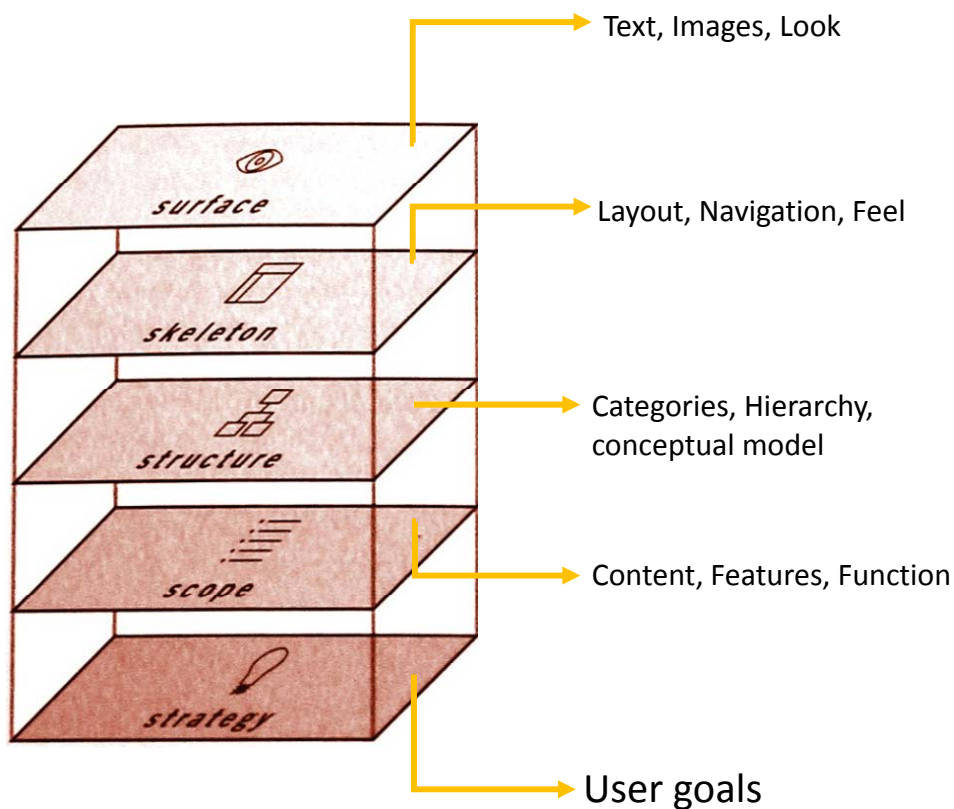 Text, Images, Look
surface
Layout, Navigation, Feel
skeleton
Categories, Hierarchy,
conceptual model
structure
Content, Features, Function
scope
strategy
User goals